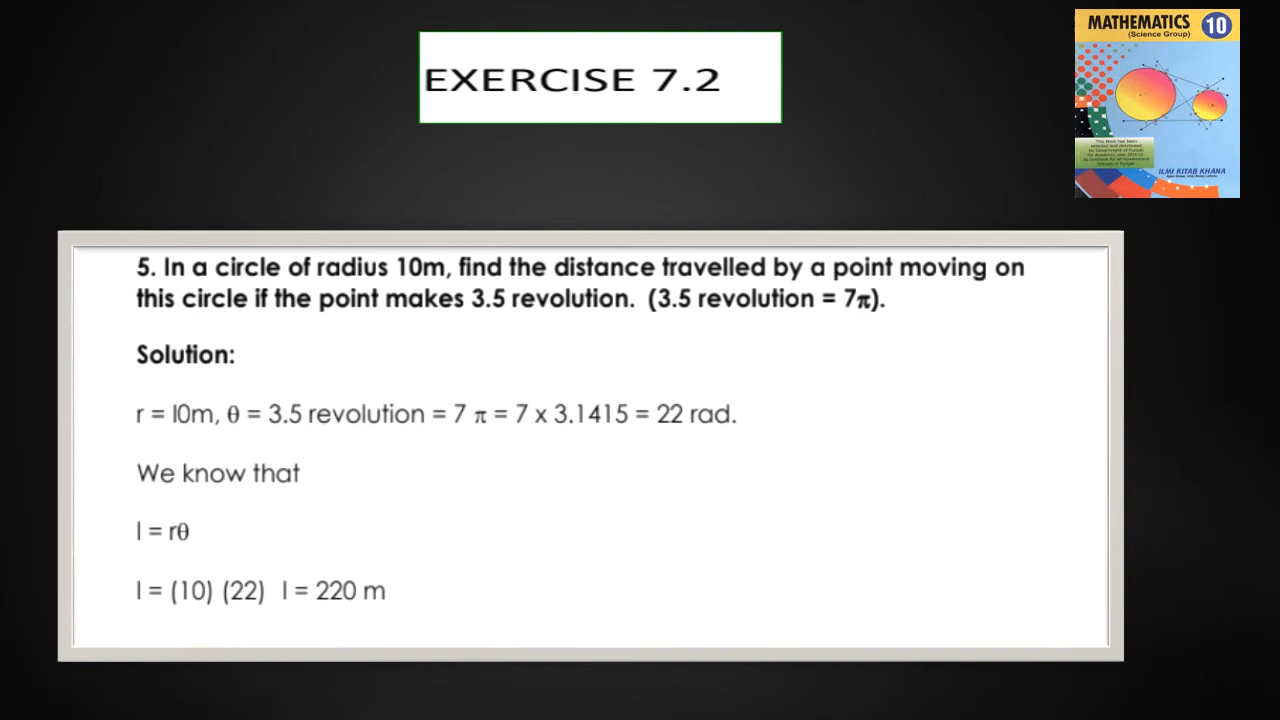 MATHEMATICS 10
(Science Group)
EXERCISE 7.2
ILMI KITAB KHANA
5. In a circle of radius 10m, find the distance travelled by a point moving on
this circle if the point makes 3.5 revolution. (3.5 revolution = 7π).
Solution:
r = l0m, θ = 3.5 revolution = 7 π = 7 x 3.1415 = 22 rad.
We know that
l = rθ
l = (10) (22) l = 220 m